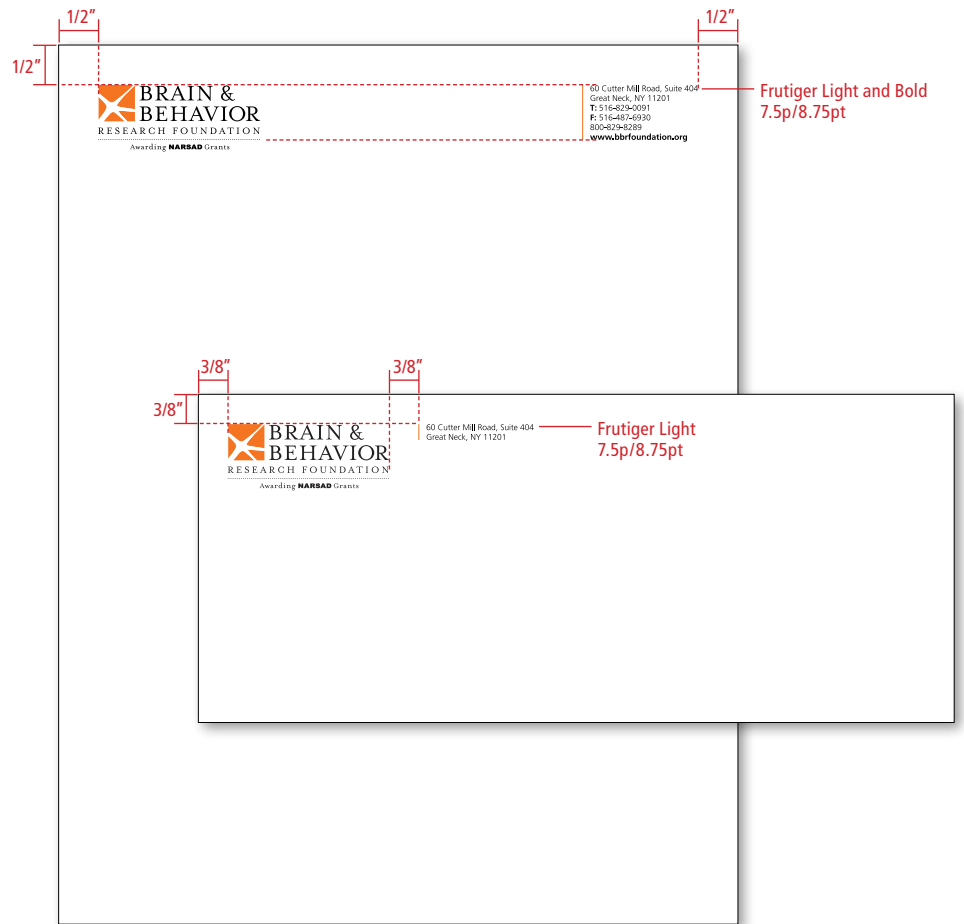 1/2"
1/2"
1/2"
BRAIN &
BEHAVIOR
RESEARCH FOUNDATION
Awarding NARSAD Grants
60 Cutter Mill Road, Suite 404
Great Neck, NY 11201
T: 516-829-0091
F: 516-487-6930
800-829-8289
www.bbrfoundation.org
Frutiger Light and Bold
7.5p/8.75pt
3/8"
3/8"
3/8"
BRAIN &
BEHAVIOR
RESEARCH FOUNDATION
Awarding NARSAD Grants
60 Cutter Mill Road, Suite 404
Great Neck, NY 11201
Frutiger Light
7.5p/8.75pt